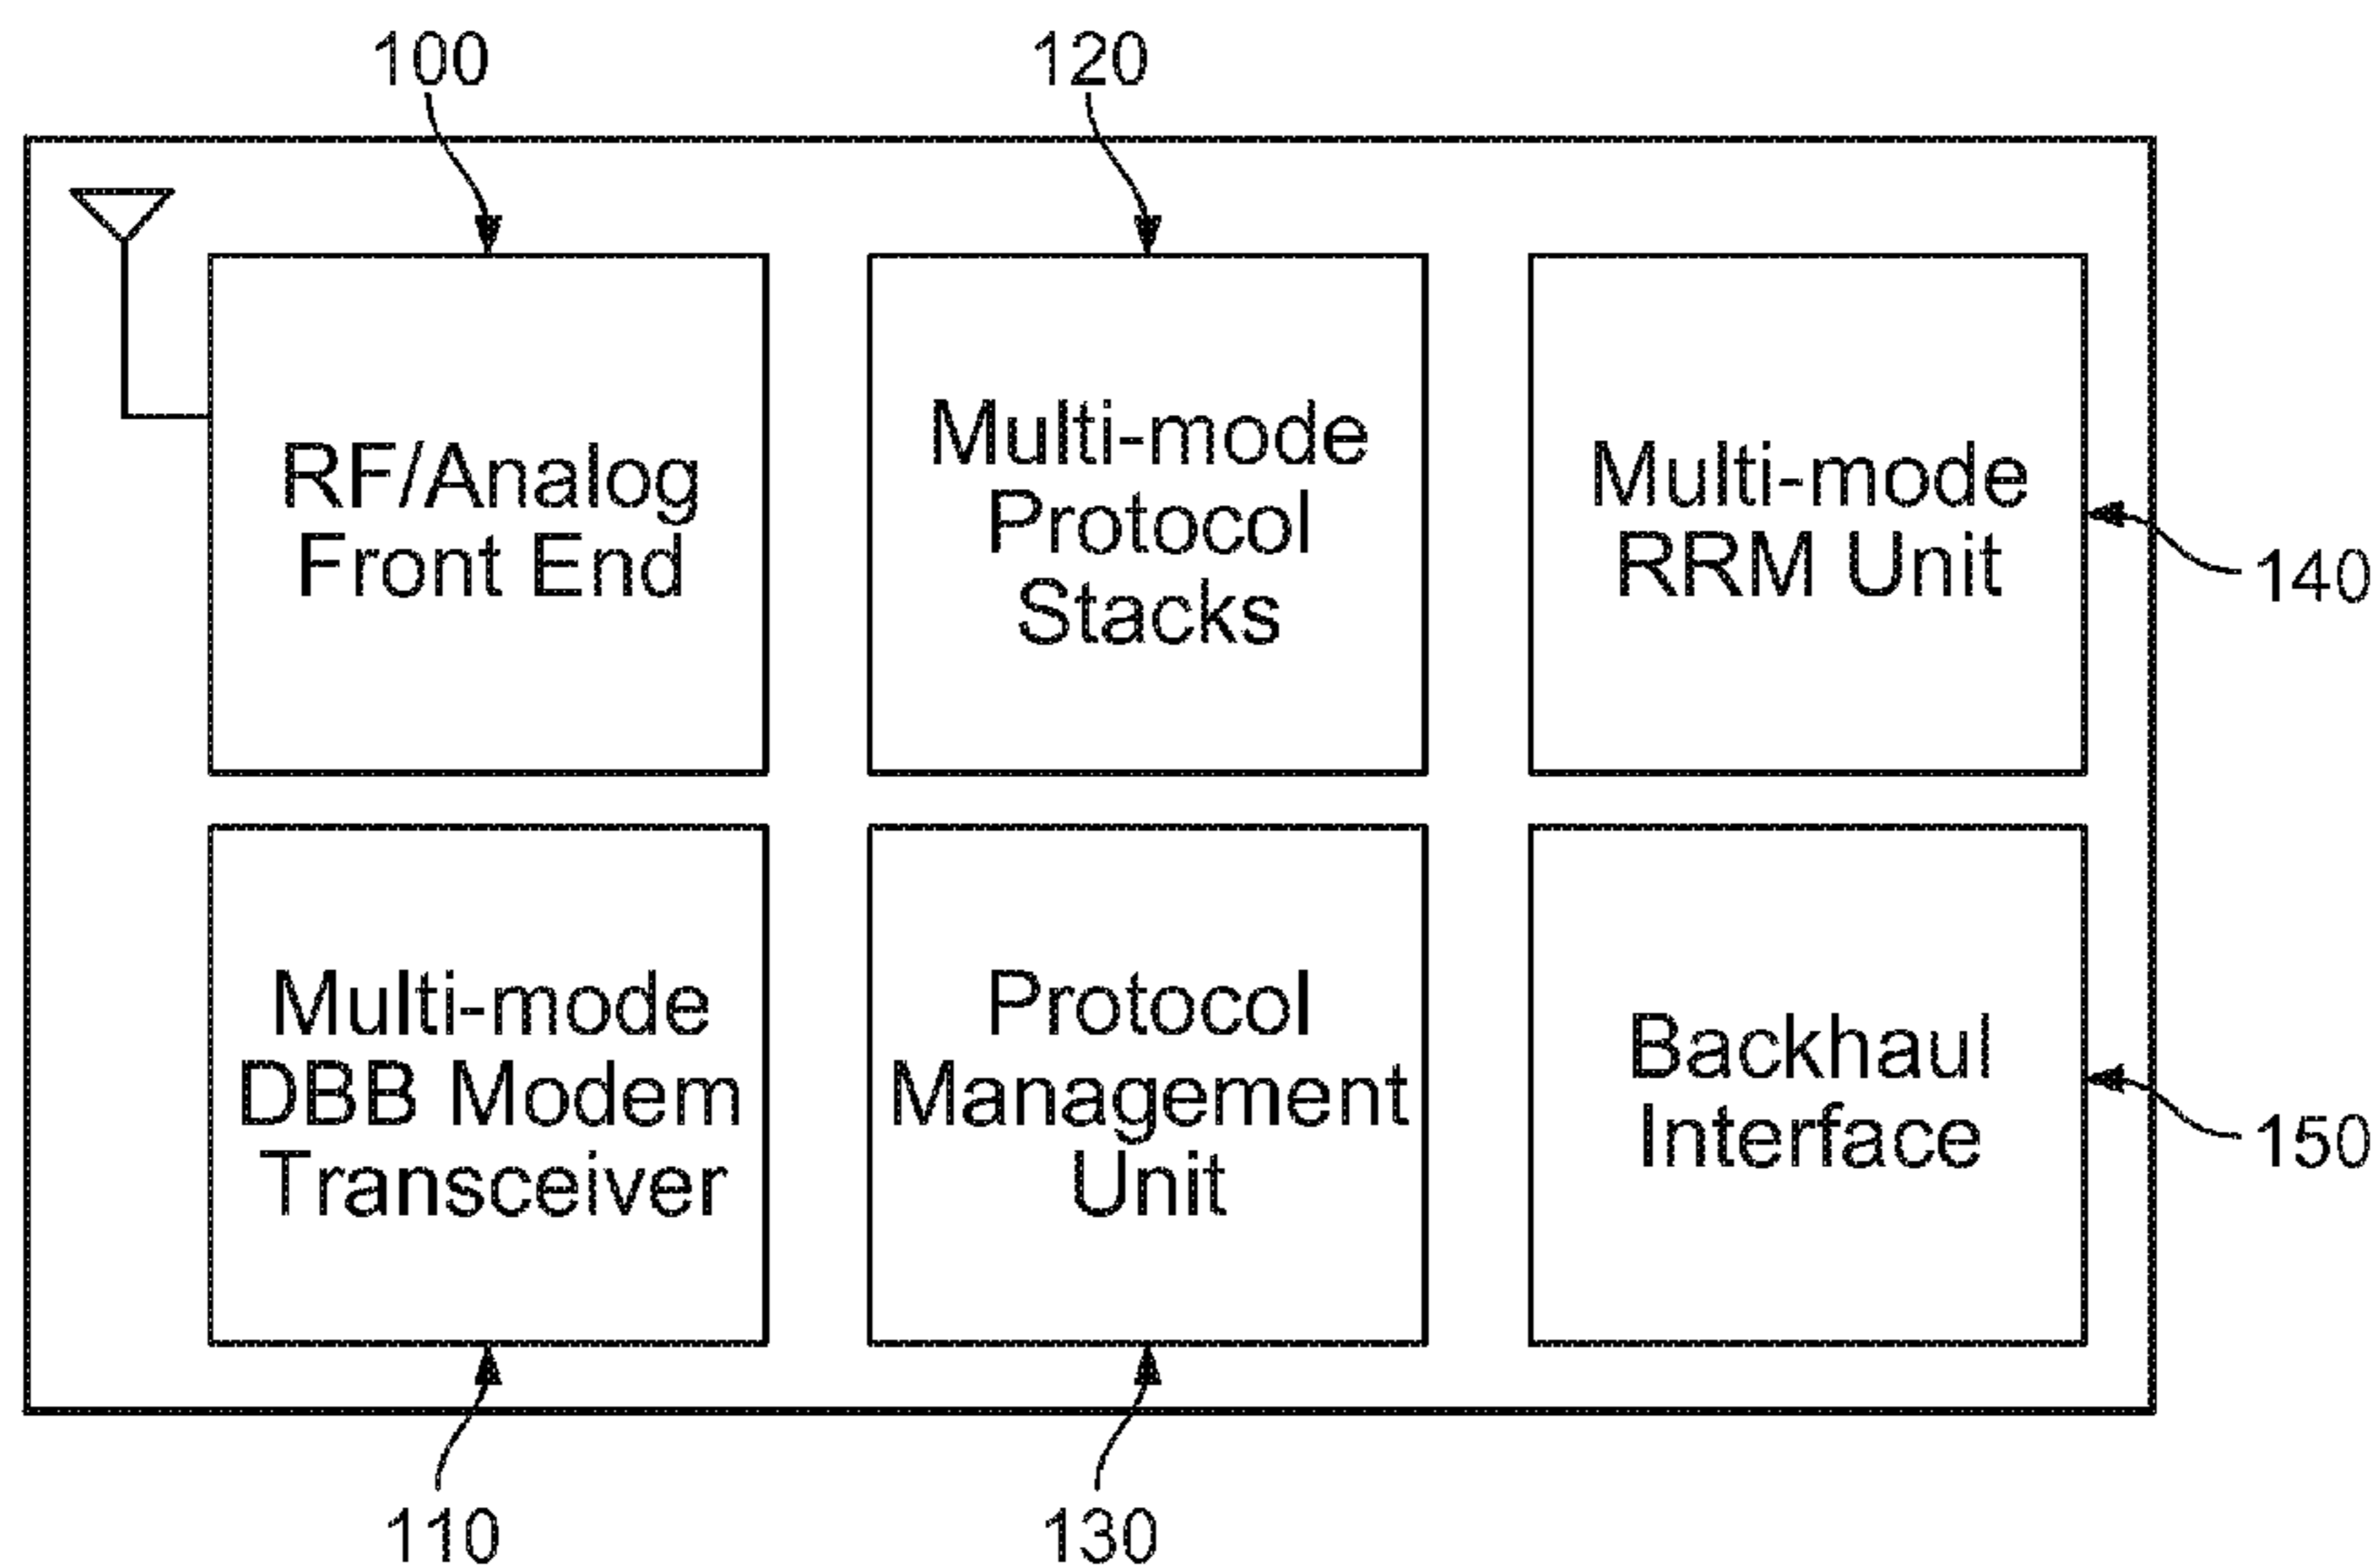 100
120
RF/Analog
Front End
Multi-mode
Protocol
Stacks
Multi-mode
RRM Unit
140
Multi-mode
DBB Modem
Transceiver
Protocol
Management
Unit
Backhaul
Interface
150
110
130